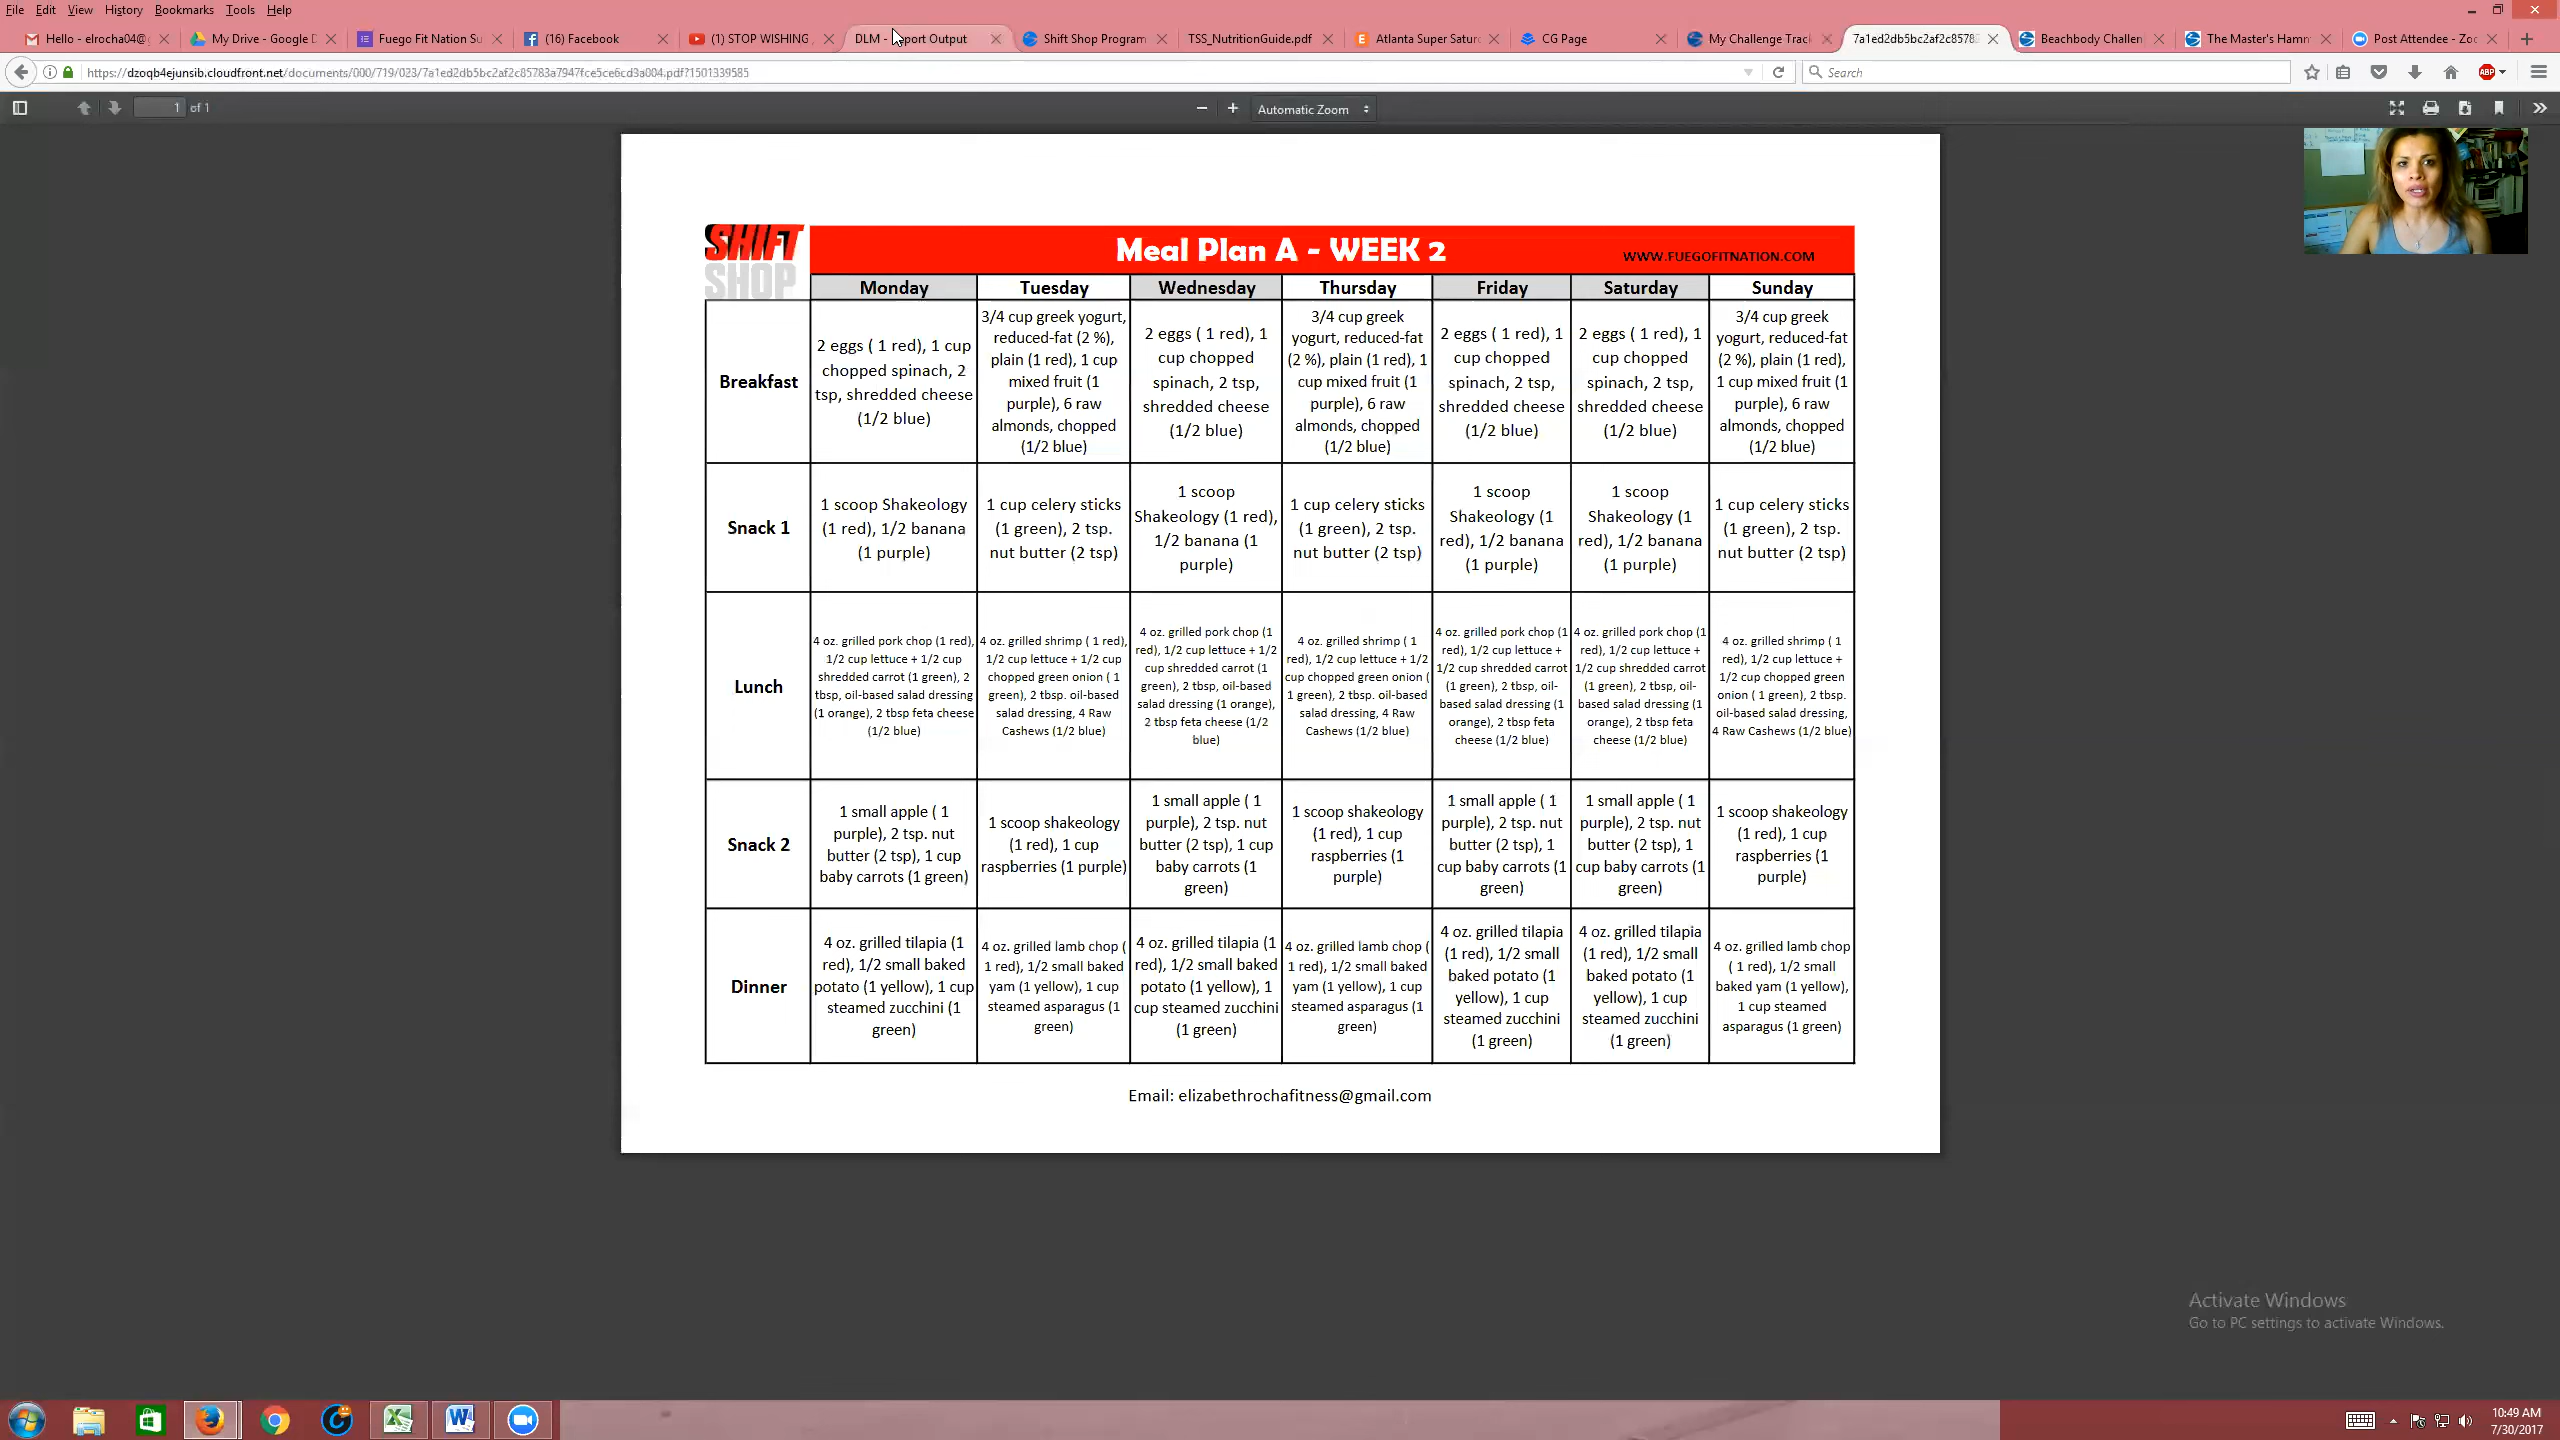 File Edit View History Bookmarks Tools Help
Hello - elrocha04@ My Drive - Google D Fuego Fit Nation Su (16) Facebook (1) STOP WISHING DLM - port Output Shift Shop Program TSS_NutritionGuide.pdf Atlanta Super Satur CG Page My Challenge Track 7a1ed2db5bc2af2c8578: Beachbody Challen The Master's Hamm Post Attendee - Zoo
https://dzoqb4ejunsib.cloudfront.net/documents/000/719/023/7a1ed2db5bc2af2c85783a7947fce5ce6cd3a004.pdf?1501339585 Search ABP
1 of 1 Automatic Zoom
SHIFT
SHOP
Meal Plan A - WEEK 2 WWW.FUEGOFITNATION.COM
Monday Tuesday Wednesday Thursday Friday Saturday Sunday
Breakfast
2 eggs ( 1 red), 1 cup
chopped spinach, 2
tsp, shredded cheese
(1/2 blue)
3/4 cup greek yogurt,
reduced-fat (2 %),
plain (1 red), 1 cup
mixed fruit (1
purple), 6 raw
almonds, chopped
(1/2 blue)
2 eggs ( 1 red), 1
cup chopped
spinach, 2 tsp,
shredded cheese
(1/2 blue)
3/4 cup greek
yogurt, reduced-fat
(2 %), plain (1 red), 1
cup mixed fruit (1
purple), 6 raw
almonds, chopped
(1/2 blue)
2 eggs ( 1 red), 1
cup chopped
spinach, 2 tsp,
shredded cheese
(1/2 blue)
2 eggs ( 1 red), 1
cup chopped
spinach, 2 tsp,
shredded cheese
(1/2 blue)
3/4 cup greek
yogurt, reduced-fat
(2 %), plain (1 red),
1 cup mixed fruit (1
purple), 6 raw
almonds, chopped
(1/2 blue)
Snack 1
1 scoop Shakeology
(1 red), 1/2 banana
(1 purple)
1 cup celery sticks
(1 green), 2 tsp.
nut butter (2 tsp)
1 scoop
Shakeology (1 red),
1/2 banana (1
purple)
1 cup celery sticks
(1 green), 2 tsp.
nut butter (2 tsp)
1 scoop
Shakeology (1
red), 1/2 banana
(1 purple)
1 scoop
Shakeology (1
red), 1/2 banana
(1 purple)
1 cup celery sticks
(1 green), 2 tsp.
nut butter (2 tsp)
Lunch
4 oz. grilled pork chop (1 red),
1/2 cup lettuce + 1/2 cup
shredded carrot (1 green), 2
tbsp, oil-based salad dressing
(1 orange), 2 tbsp feta cheese
(1/2 blue)
4 oz. grilled shrimp ( 1 red),
1/2 cup lettuce + 1/2 cup
chopped green onion ( 1
green), 2 tbsp. oil-based
salad dressing, 4 Raw
Cashews (1/2 blue)
4 oz. grilled pork chop (1
red), 1/2 cup lettuce + 1/2
cup shredded carrot (1
green), 2 tbsp, oil-based
salad dressing (1 orange),
2 tbsp feta cheese (1/2
blue)
4 oz. grilled shrimp ( 1
red), 1/2 cup lettuce + 1/2
cup chopped green onion (
1 green), 2 tbsp. oil-based
salad dressing, 4 Raw
Cashews (1/2 blue)
4 oz. grilled pork chop (1
red), 1/2 cup lettuce +
1/2 cup shredded carrot
(1 green), 2 tbsp, oil-
based salad dressing (1
orange), 2 tbsp feta
cheese (1/2 blue)
4 oz. grilled pork chop (1
red), 1/2 cup lettuce +
1/2 cup shredded carrot
(1 green), 2 tbsp, oil-
based salad dressing (1
orange), 2 tbsp feta
cheese (1/2 blue)
4 oz. grilled shrimp ( 1
red), 1/2 cup lettuce +
1/2 cup chopped green
onion ( 1 green), 2 tbsp.
oil-based salad dressing,
4 Raw Cashews (1/2 blue)
Snack 2
1 small apple ( 1
purple), 2 tsp. nut
butter (2 tsp), 1 cup
baby carrots (1 green)
1 scoop shakeology
(1 red), 1 cup
raspberries (1 purple)
1 small apple ( 1
purple), 2 tsp. nut
butter (2 tsp), 1 cup
baby carrots (1
green)
1 scoop shakeology
(1 red), 1 cup
raspberries (1
purple)
1 small apple ( 1
purple), 2 tsp. nut
butter (2 tsp), 1
cup baby carrots (1
green)
1 small apple ( 1
purple), 2 tsp. nut
butter (2 tsp), 1
cup baby carrots (1
green)
1 scoop shakeology
(1 red), 1 cup
raspberries (1
purple)
Dinner
4 oz. grilled tilapia (1
red), 1/2 small baked
potato (1 yellow), 1 cup
steamed zucchini (1
green)
4 oz. grilled lamb chop (
1 red), 1/2 small baked
yam (1 yellow), 1 cup
steamed asparagus (1
green)
4 oz. grilled tilapia (1
red), 1/2 small baked
potato (1 yellow), 1
cup steamed zucchini
(1 green)
4 oz. grilled lamb chop (
1 red), 1/2 small baked
yam (1 yellow), 1 cup
steamed asparagus (1
green)
4 oz. grilled tilapia
(1 red), 1/2 small
baked potato (1
yellow), 1 cup
steamed zucchini
(1 green)
4 oz. grilled tilapia
(1 red), 1/2 small
baked potato (1
yellow), 1 cup
steamed zucchini
(1 green)
4 oz. grilled lamb chop
( 1 red), 1/2 small
baked yam (1 yellow),
1 cup steamed
asparagus (1 green)
Email: elizabethrochafitness@gmail.com
Activate Windows
Go to PC settings to activate Windows.
10:49 AM
7/30/2017